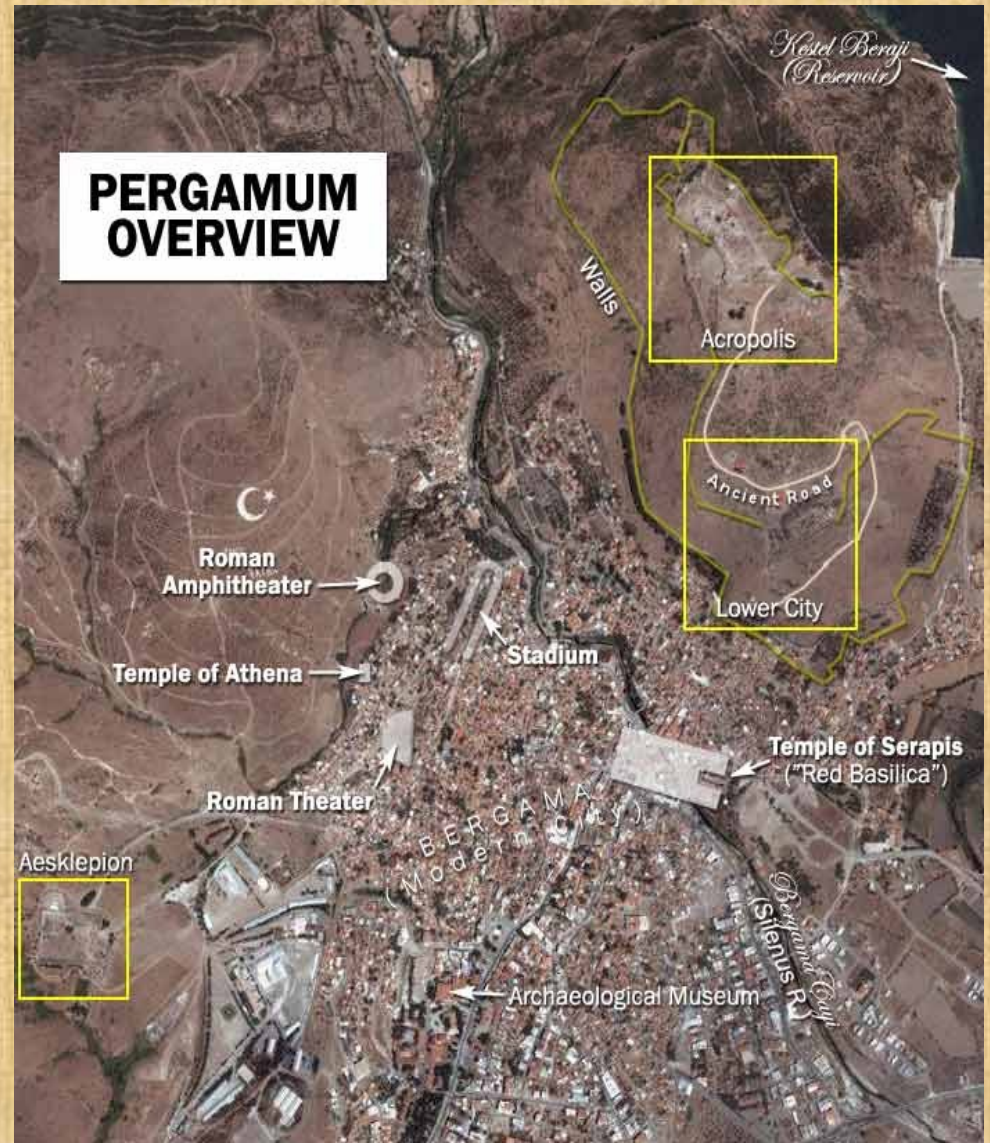 Kestel Beraji
(Reservoir)
PERGAMUM
OVERVIEW
Walls
Acropolis
Ancient Road
Roman
Amphitheater
Lower City
Stadium
Temple of Athena
Temple of Serapis
("Red Basilica")
Roman Theater
BERGAMA
(Modern City)
Aesklepion
Bergama Çayi
(Silenus R.)
Archaeological Museum